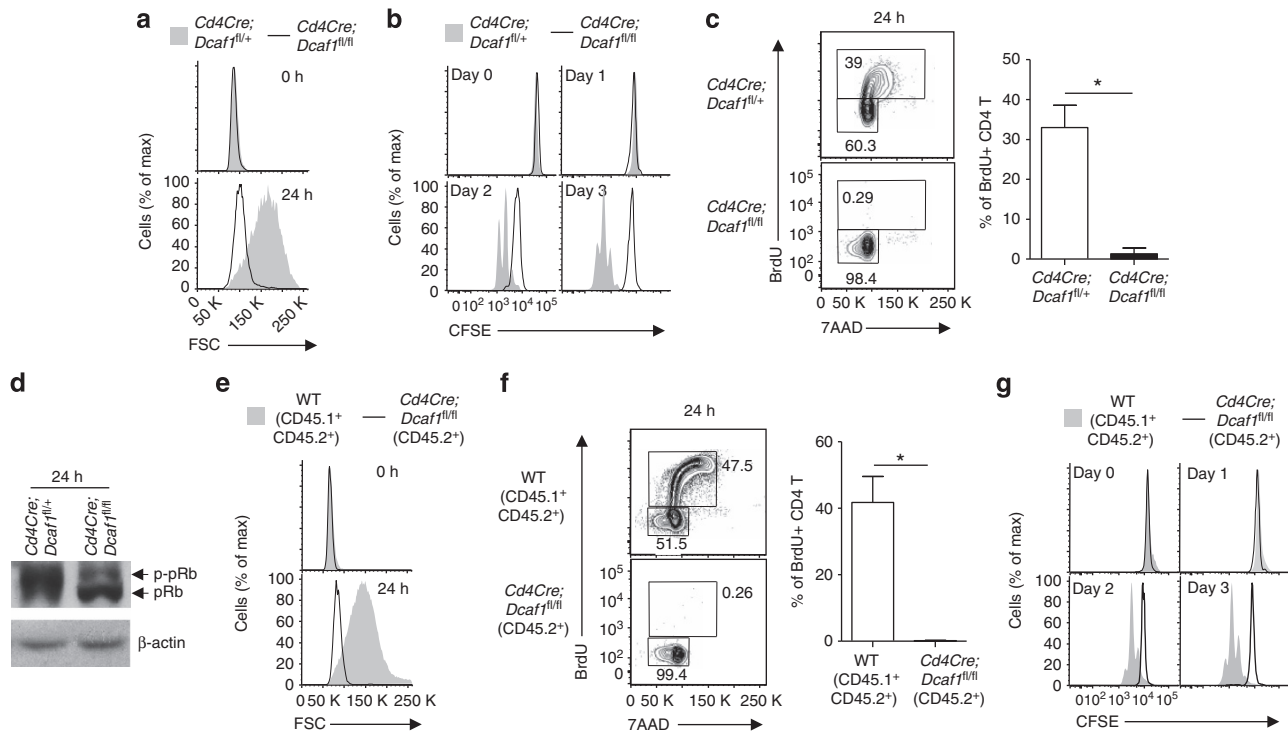 a
Cd4Cre;
Dcaf1fl/+
Cd4Cre;
Dcaf1fl/fl
0 h
24 h
Cells (% of max)
100
80
60
40
20
0
0
50 K
150 K
250 K
FSC
b
Cd4Cre;
Dcaf1fl/+
Cd4Cre;
Dcaf1fl/fl
Day 0
Day 1
Day 2
Day 3
Cells (% of max)
100
80
60
40
20
0
0 10² 10³ 10⁴ 10⁵
CFSE
c
24 h
Cd4Cre;
Dcaf1fl/+
39
60.3
Cd4Cre;
Dcaf1fl/fl
10⁵
10⁴
10³
10²
0
0.29
98.4
BrdU
0 50 K 150 K 250 K
7AAD
% of BrdU+ CD4 T
50
40
30
20
10
0
*
Cd4Cre;
Dcaf1fl/+
Cd4Cre;
Dcaf1fl/fl
d
24 h
Cd4Cre;
Dcaf1fl/+
Cd4Cre;
Dcaf1fl/fl
p-pRb
pRb
β-actin
e
WT
(CD45.1⁺
CD45.2⁺)
Cd4Cre;
Dcaf1fl/fl
(CD45.2⁺)
0 h
24 h
Cells (% of max)
100
80
60
40
20
0
0 50 K 150 K 250 K
FSC
f
24 h
WT
(CD45.1⁺
CD45.2⁺)
47.5
51.5
Cd4Cre;
Dcaf1fl/fl
(CD45.2⁺)
10⁵
10⁴
10³
10²
0
0.26
99.4
BrdU
0 50 K 150 K 250 K
7AAD
% of BrdU+ CD4 T
60
40
20
0
*
WT
(CD45.1⁺
CD45.2⁺)
Cd4Cre;
Dcaf1fl/fl
(CD45.2⁺)
g
WT
(CD45.1⁺
CD45.2⁺)
Cd4Cre;
Dcaf1fl/fl
(CD45.2⁺)
Day 0
Day 1
Day 2
Day 3
Cells (% of max)
100
80
60
40
20
0
0 10² 10³ 10⁴ 10⁵
CFSE